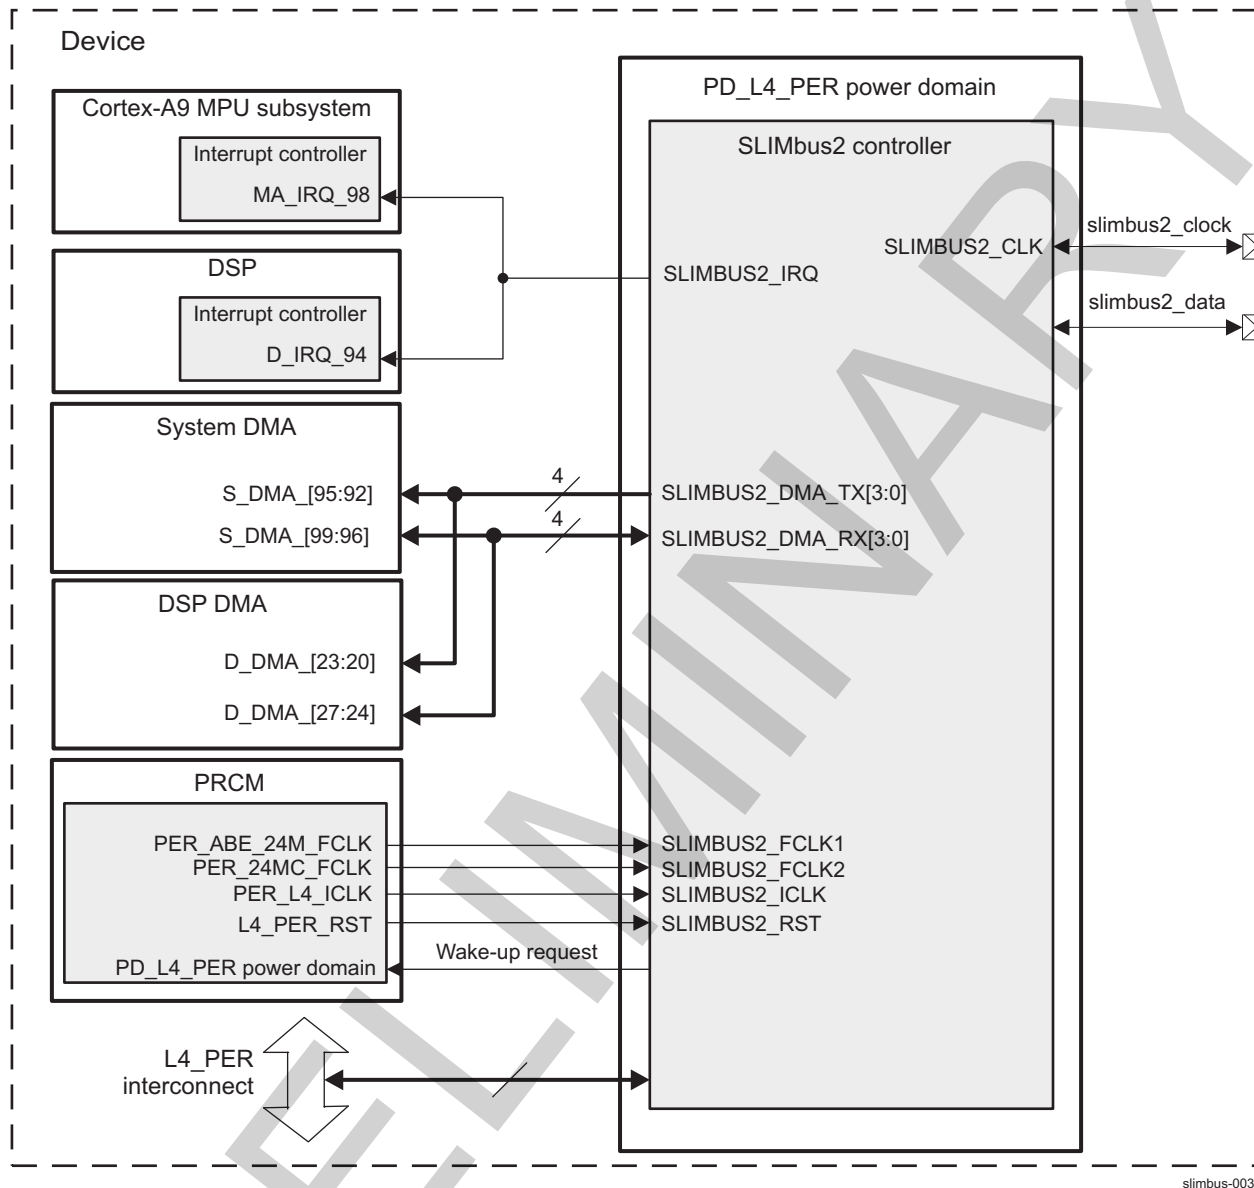 Device
Cortex-A9 MPU subsystem
Interrupt controller
MA_IRQ_98
DSP
Interrupt controller
D_IRQ_94
System DMA
S_DMA_[95:92]
S_DMA_[99:96]
DSP DMA
D_DMA_[23:20]
D_DMA_[27:24]
PRCM
PER_ABE_24M_FCLK
PER_24MC_FCLK
PER_L4_ICLK
L4_PER_RST
PD_L4_PER power domain
Wake-up request
L4_PER
interconnect
4
4
PD_L4_PER power domain
SLIMbus2 controller
SLIMBUS2_CLK
SLIMBUS2_IRQ
SLIMBUS2_DMA_TX[3:0]
SLIMBUS2_DMA_RX[3:0]
SLIMBUS2_FCLK1
SLIMBUS2_FCLK2
SLIMBUS2_ICLK
SLIMBUS2_RST
slimbus2_clock
slimbus2_data
slimbus-003
ELIMINARY